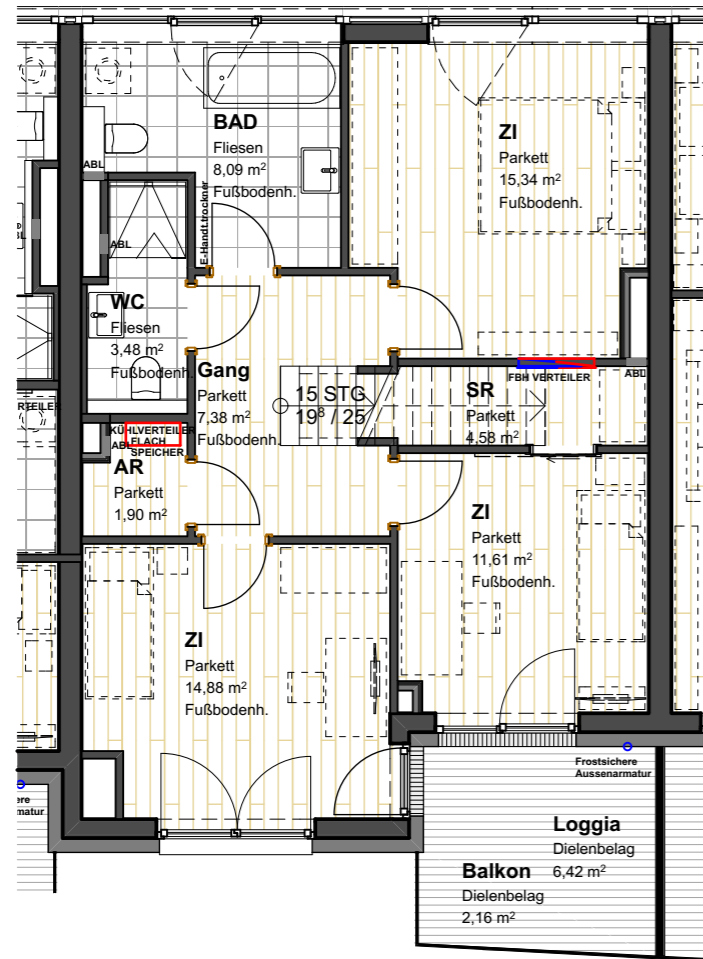 BAD
Fliesen
8,09 m²
Fußbodenh.
E-Handt.trockner
ZI
Parkett
15,34 m²
Fußbodenh.
ABL
ABL
WC
Fliesen
3,48 m²
Fußbodenh.
Gang
Parkett
7,38 m²
Fußbodenh.
15 STG
19⁸ / 25
FBH VERTEILER
ABL
SR
Parkett
4,58 m²
KÜHLVERTEILER
FLACH
SPEICHER
ABL
AR
Parkett
1,90 m²
ZI
Parkett
11,61 m²
Fußbodenh.
ZI
Parkett
14,88 m²
Fußbodenh.
Frostsichere
Aussenarmatur
Loggia
Dielenbelag
6,42 m²
Balkon
Dielenbelag
2,16 m²